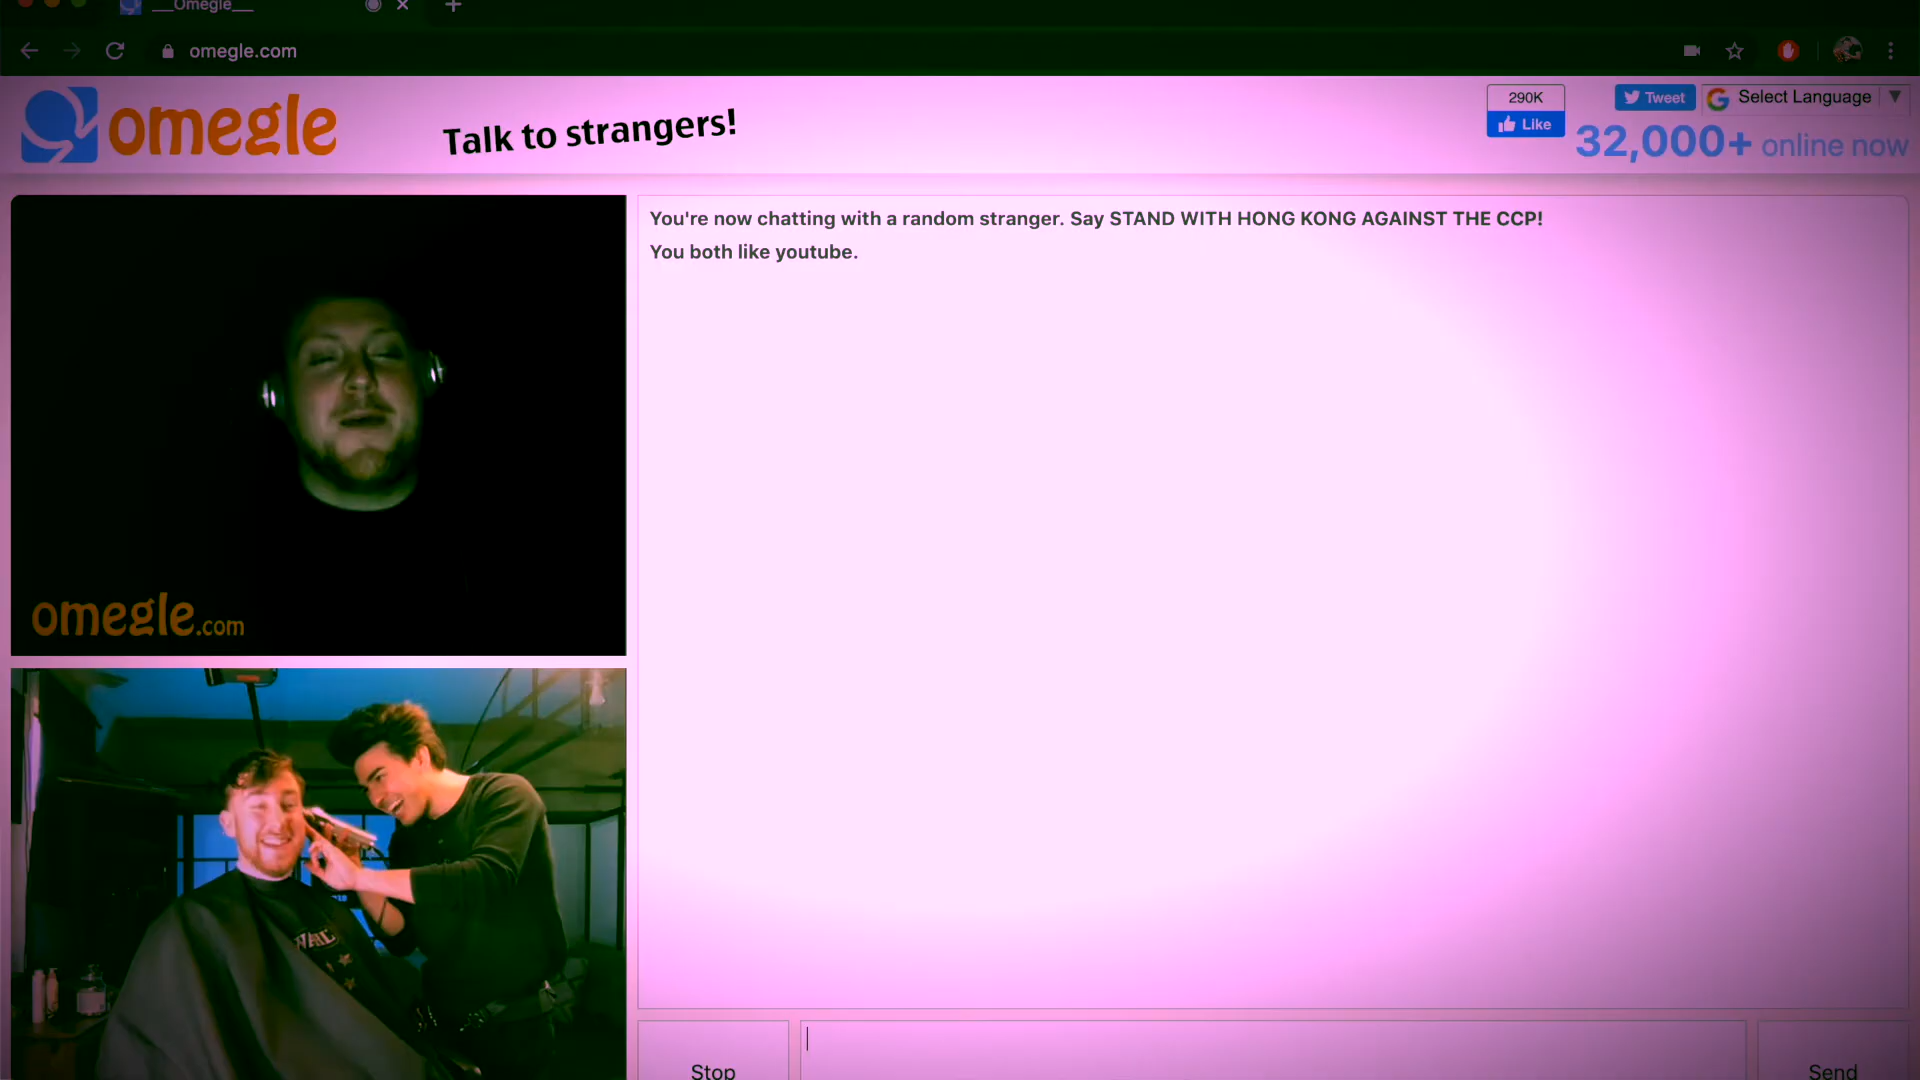 __Omegle__
omegle.com
omegle
Talk to strangers!
290K
Like
Tweet
Select Language
32,000+ online now
You're now chatting with a random stranger. Say STAND WITH HONG KONG AGAINST THE CCP!
You both like youtube.
omegle.com
WAHL
Stop
Send